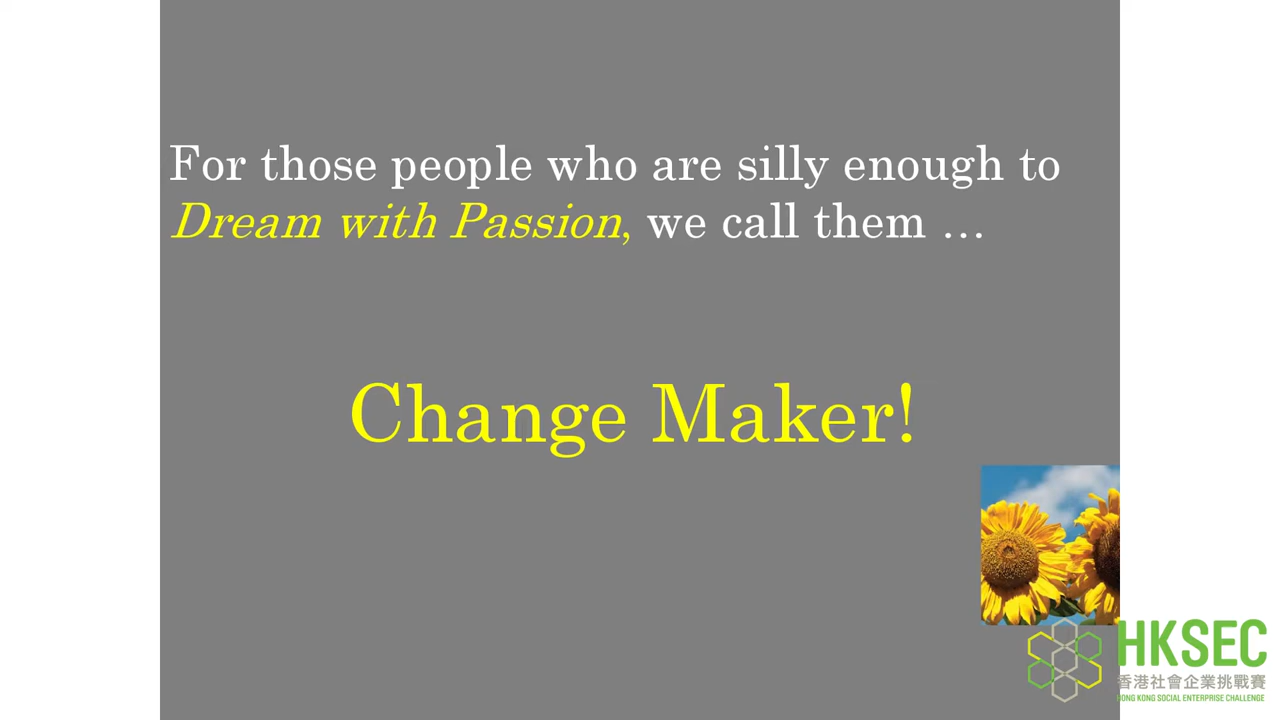 For those people who are silly enough to
Dream with Passion, we call them …
Change Maker!
HKSEC
香港社會企業挑戰賽
HONG KONG SOCIAL ENTERPRISE CHALLENGE